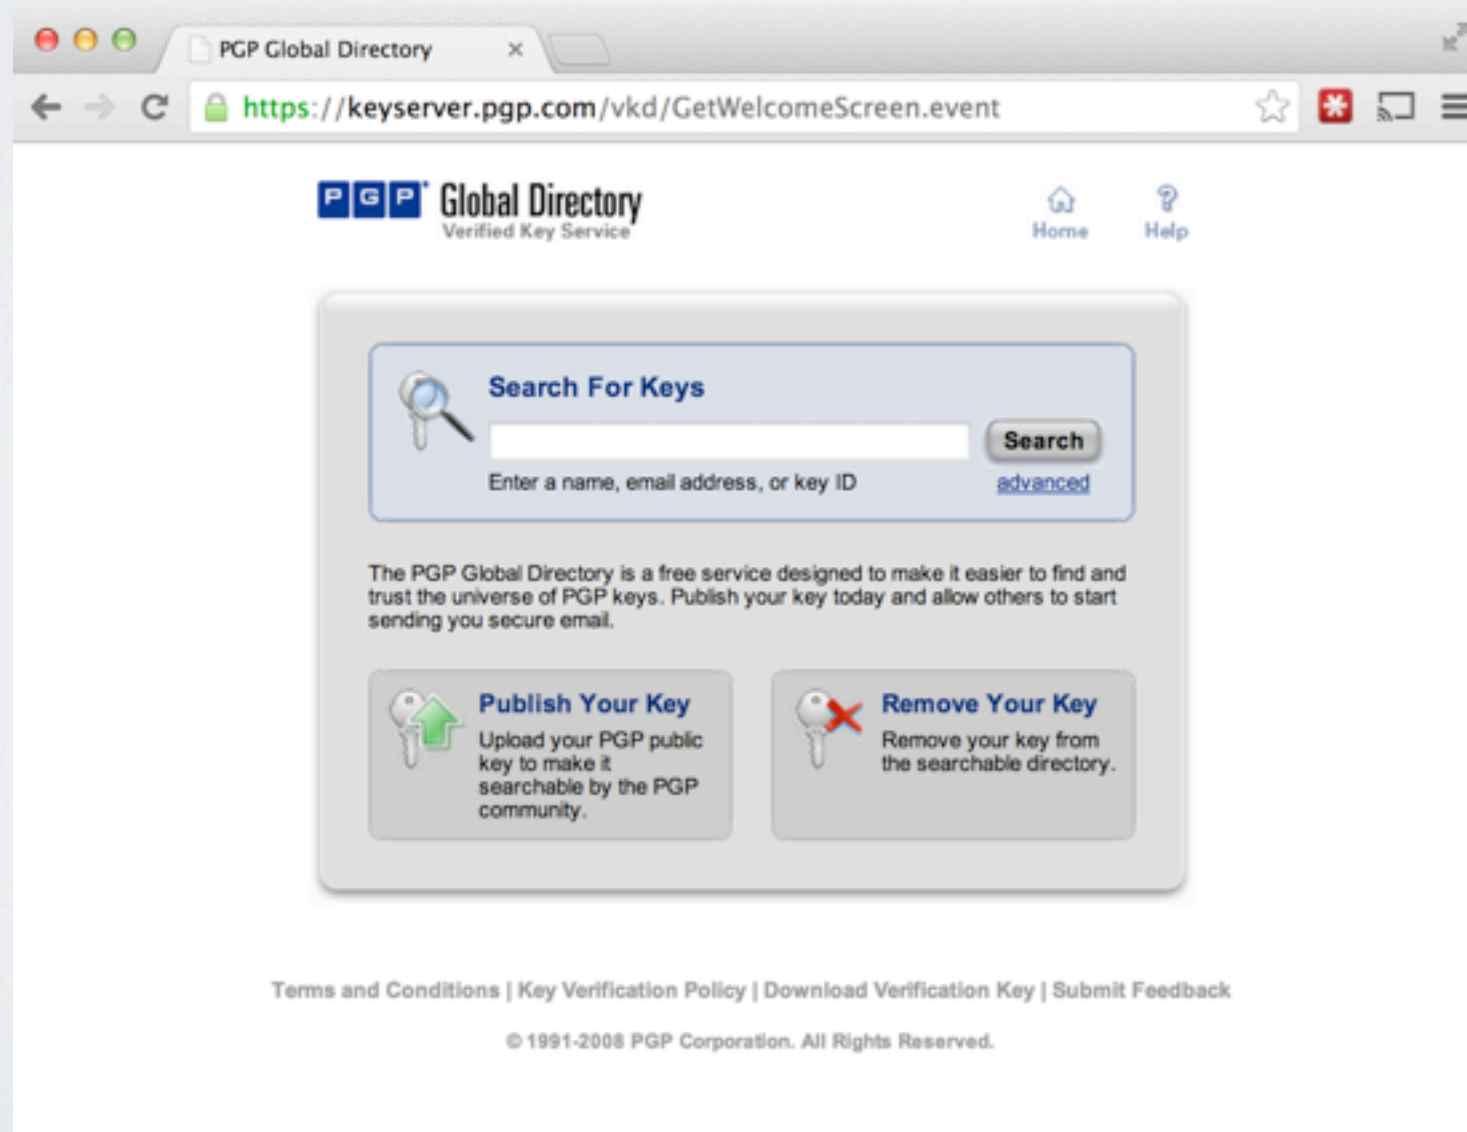 PGP Global Directory
https://keyserver.pgp.com/vkd/GetWelcomeScreen.event
PGP Global Directory
Verified Key Service
Home Help
Search For Keys
Search
Enter a name, email address, or key ID advanced
The PGP Global Directory is a free service designed to make it easier to find and
trust the universe of PGP keys. Publish your key today and allow others to start
sending you secure email.
Publish Your Key
Upload your PGP public
key to make it
searchable by the PGP
community.
Remove Your Key
Remove your key from
the searchable directory.
Terms and Conditions | Key Verification Policy | Download Verification Key | Submit Feedback
© 1991-2008 PGP Corporation. All Rights Reserved.